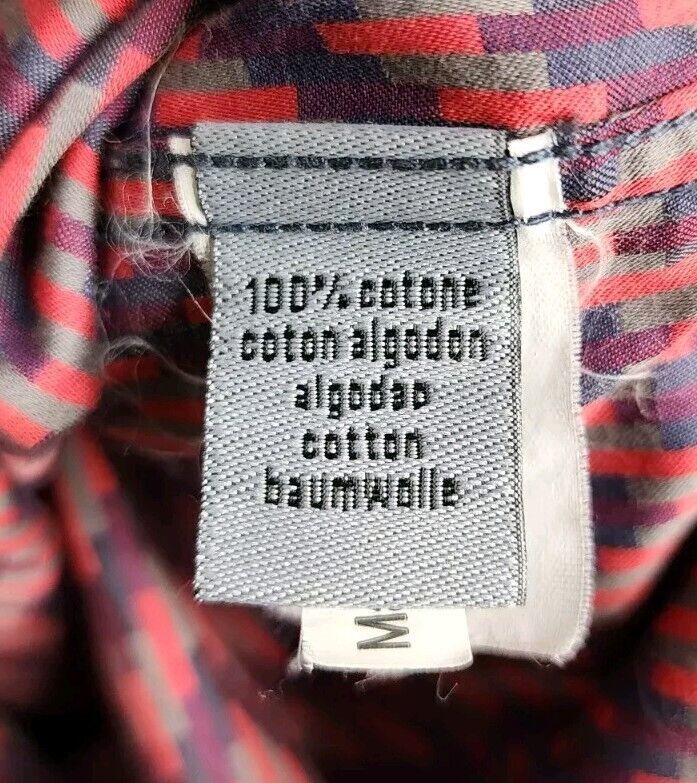 100% cotone
coton algodon
algodao
cotton
baumwolle